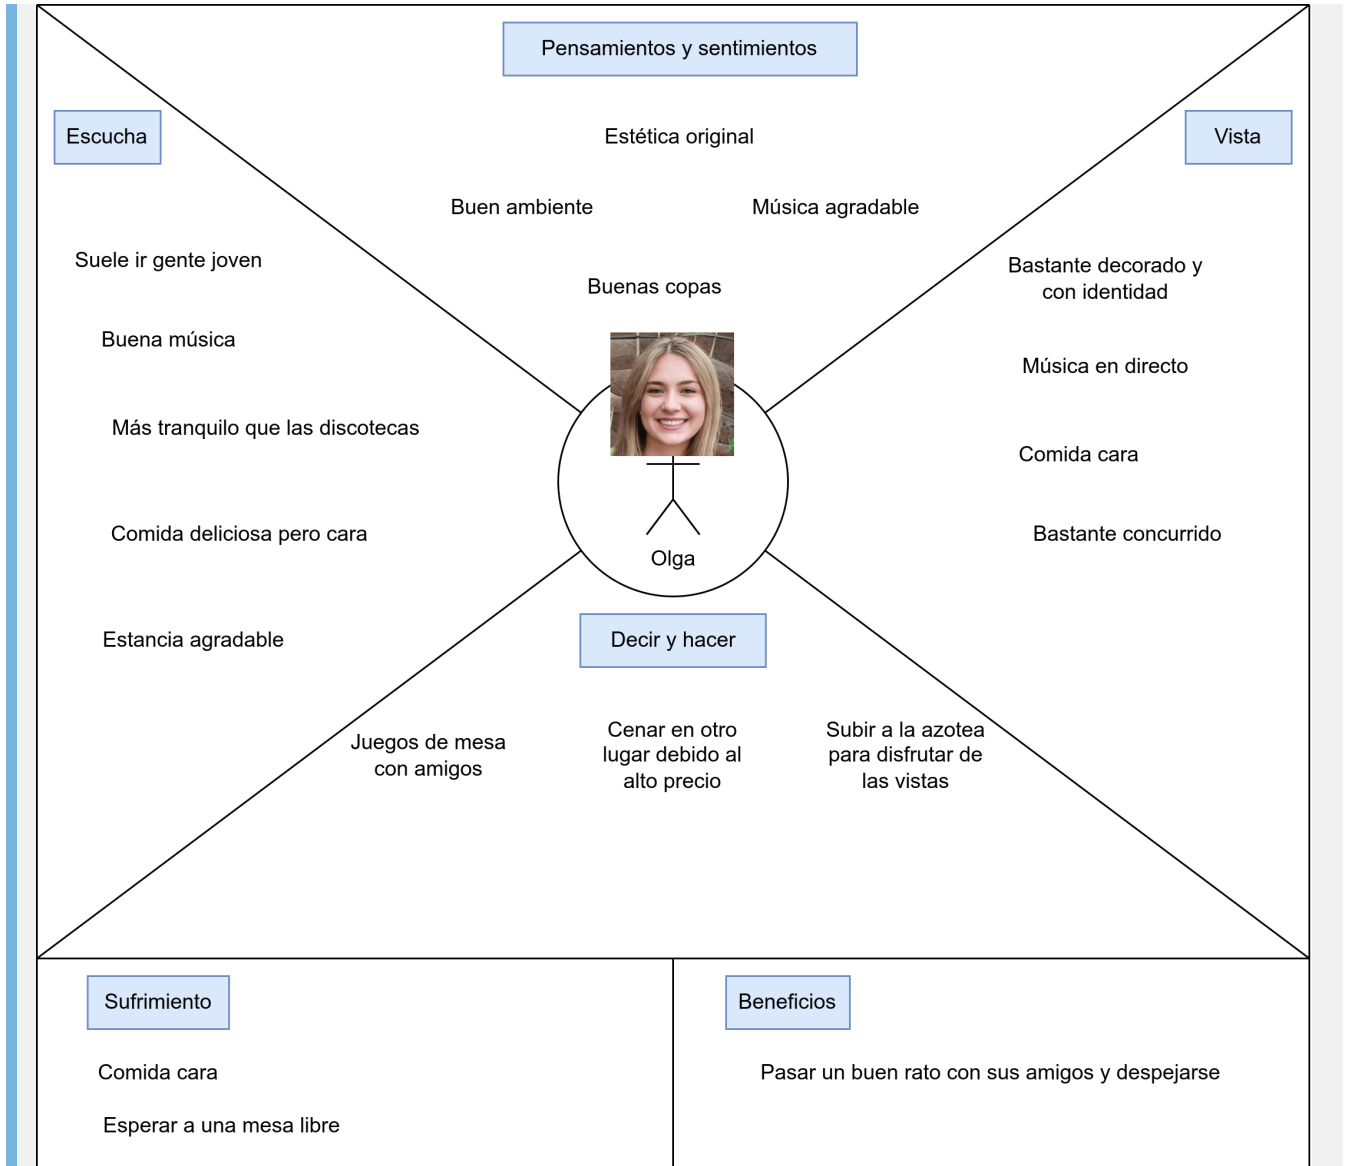 Pensamientos y sentimientos
Escucha
Estética original
Vista
Buen ambiente
Música agradable
Suele ir gente joven
Bastante decorado y
con identidad
Buenas copas
Buena música
Música en directo
Más tranquilo que las discotecas
Comida cara
Comida deliciosa pero cara
Bastante concurrido
Olga
Estancia agradable
Decir y hacer
Juegos de mesa
con amigos
Cenar en otro
lugar debido al
alto precio
Subir a la azotea
para disfrutar de
las vistas
Sufrimiento
Comida cara
Esperar a una mesa libre
Beneficios
Pasar un buen rato con sus amigos y despejarse